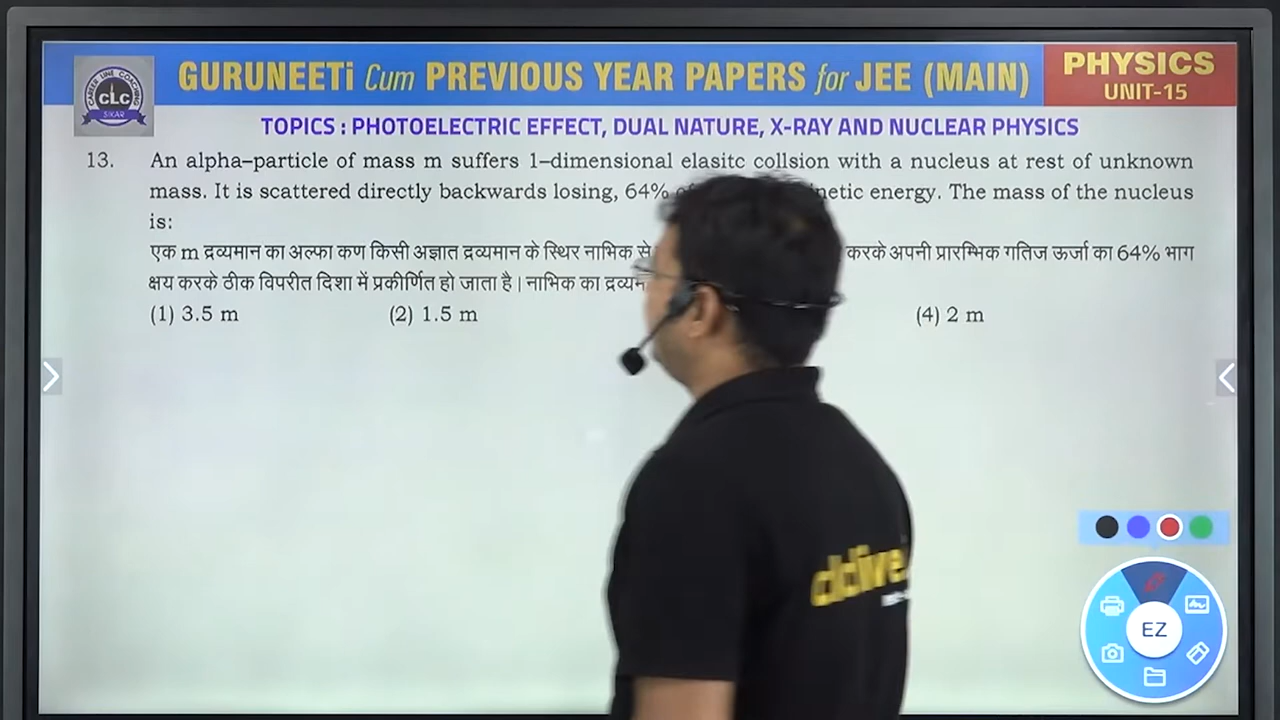 GURUNEETi Cum PREVIOUS YEAR PAPERS for JEE (MAIN)
PHYSICS
UNIT-15
CAREER LINE COACHING
CLC
SIKAR
TOPICS : PHOTOELECTRIC EFFECT, DUAL NATURE, X-RAY AND NUCLEAR PHYSICS
13. An alpha–particle of mass m suffers 1–dimensional elasitc collsion with a nucleus at rest of unknown
mass. It is scattered directly backwards losing, 64% energy. The mass of the nucleus
is:
एक m द्रव्यमान का अल्फा कण किसी अज्ञात द्रव्यमान के स्थिर नाभिक से करके अपनी प्रारम्भिक गतिज ऊर्जा का 64% भाग
क्षय करके ठीक विपरीत दिशा में प्रकीर्णित हो जाता है। नाभिक का
(1) 3.5 m (2) 1.5 m (4) 2 m
EZ